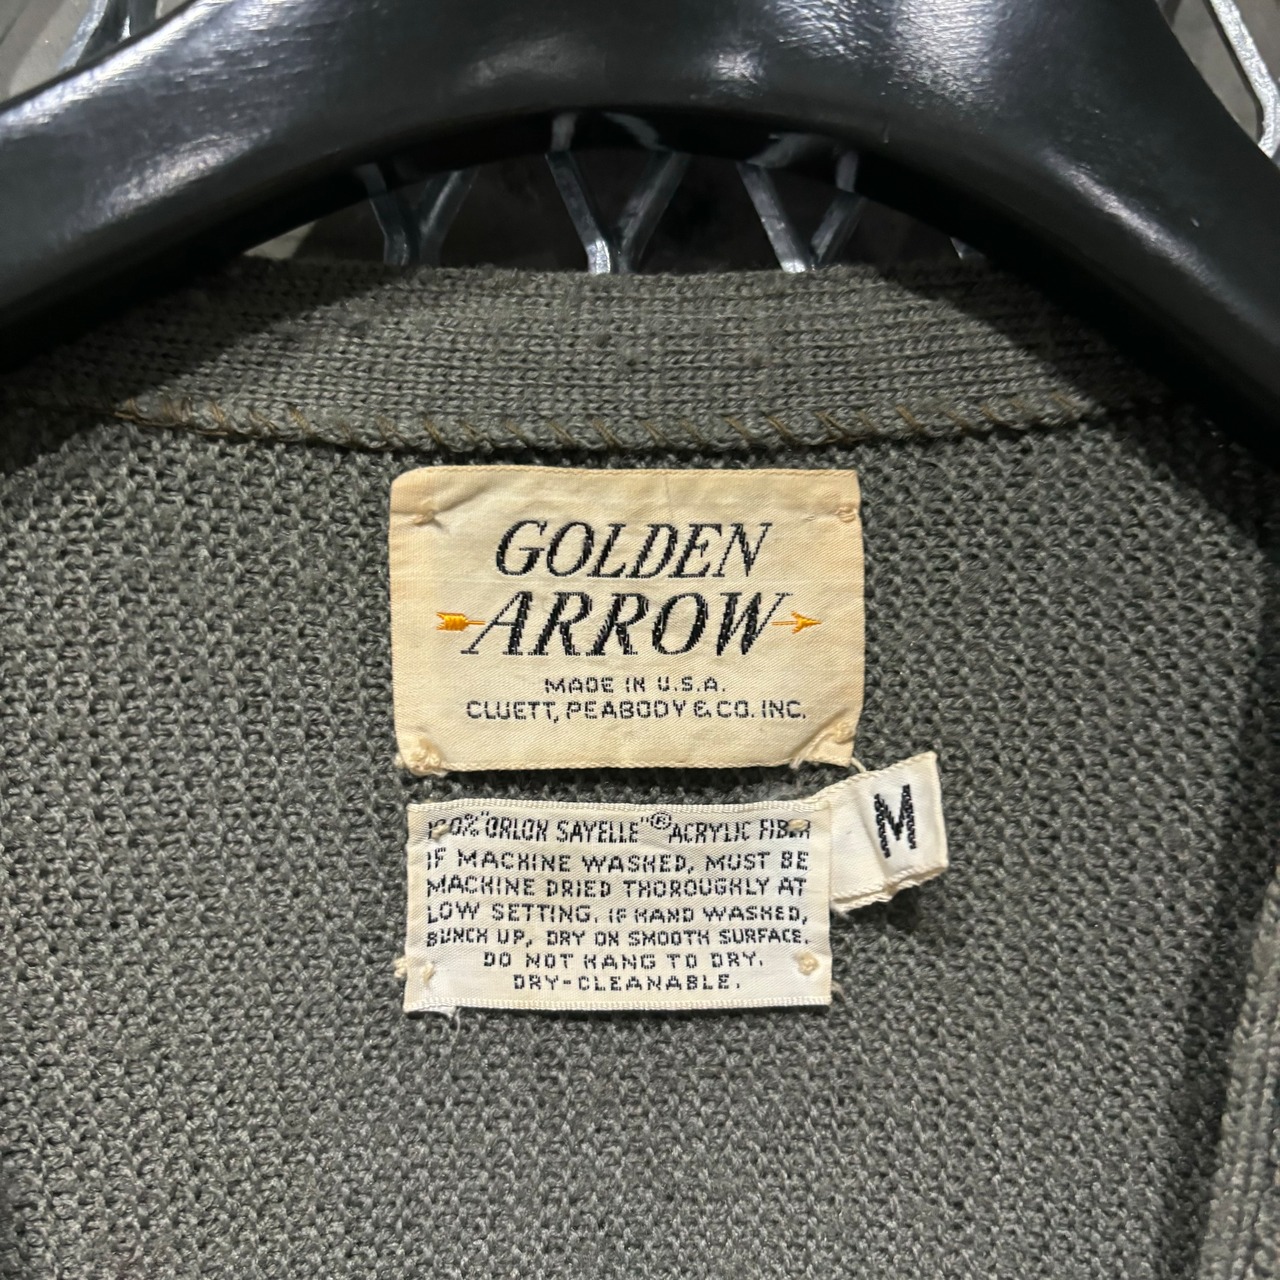 GOLDEN
ARROW
MADE IN U.S.A.
CLUETT, PEABODY & CO. INC.
M
100% "ORLON SAYELLE"® ACRYLIC FIBER
IF MACHINE WASHED, MUST BE
MACHINE DRIED THOROUGHLY AT
LOW SETTING. IF HAND WASHED,
BUNCH UP, DRY ON SMOOTH SURFACE.
DO NOT HANG TO DRY.
DRY-CLEANABLE.